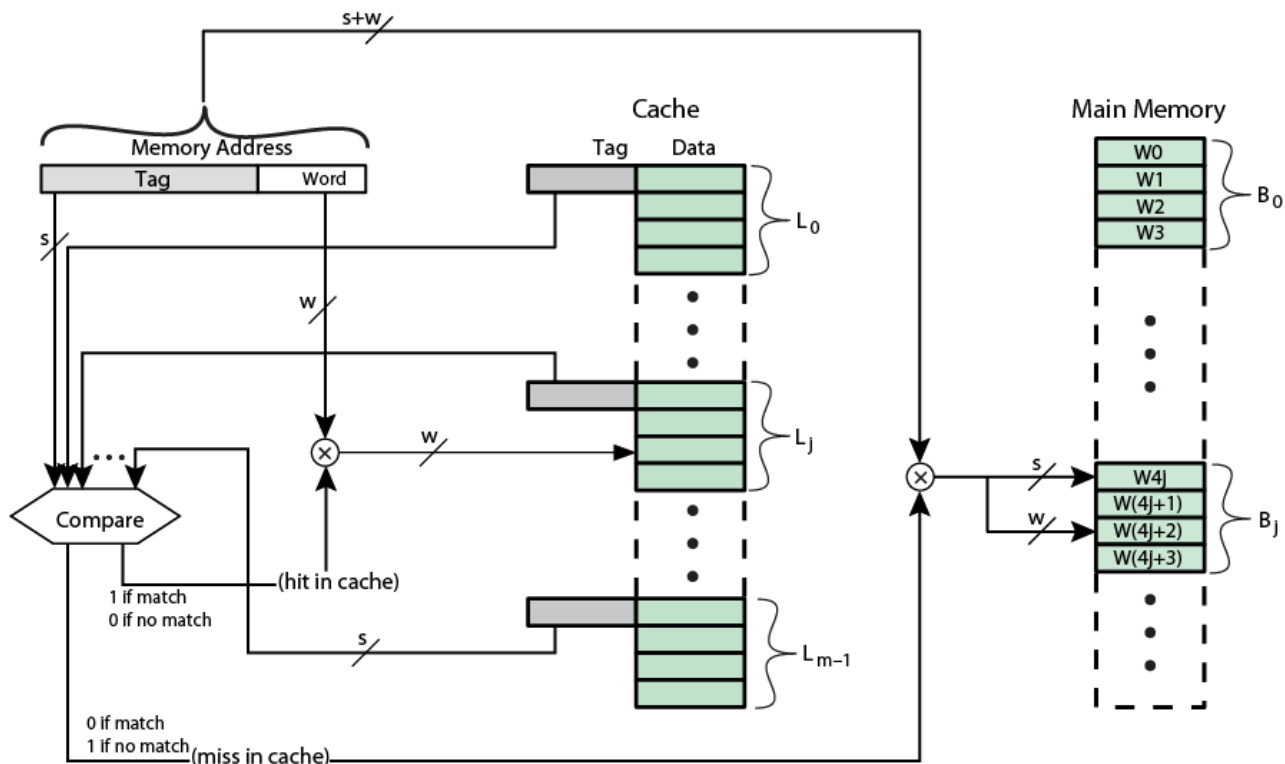 s+w
Cache
Main Memory
Memory Address
Tag Data
Tag Word
W0
W1
W2
W3
B0
L0
s
w
Lj
w
Compare
s
w
W4j
W(4j+1)
W(4j+2)
W(4j+3)
Bj
(hit in cache)
1 if match
0 if no match
s
Lm–1
0 if match
1 if no match
(miss in cache)